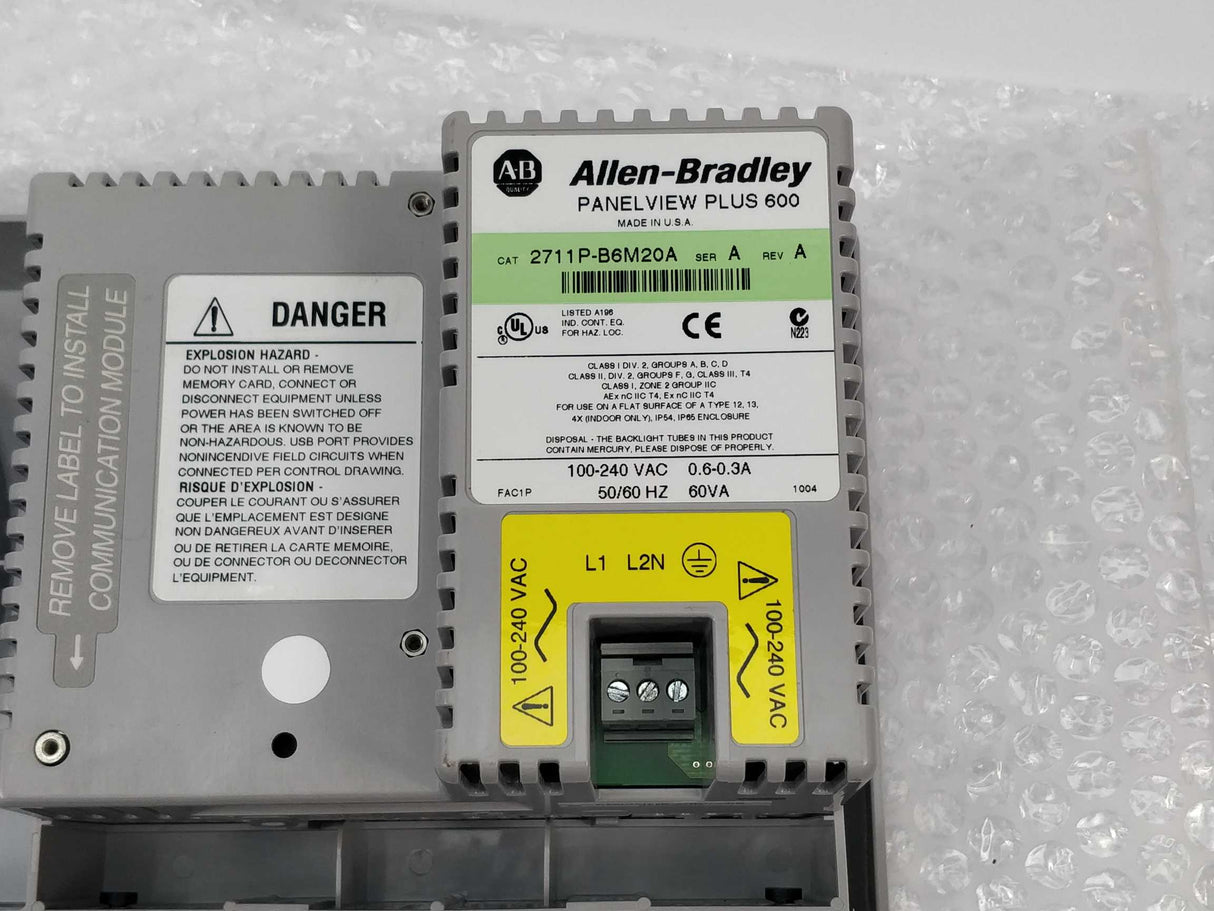 REMOVE LABEL TO INSTALL
COMMUNICATION MODULE
DANGER
EXPLOSION HAZARD -
DO NOT INSTALL OR REMOVE
MEMORY CARD, CONNECT OR
DISCONNECT EQUIPMENT UNLESS
POWER HAS BEEN SWITCHED OFF
OR THE AREA IS KNOWN TO BE
NON-HAZARDOUS. USB PORT PROVIDES
NONINCENDIVE FIELD CIRCUITS WHEN
CONNECTED PER CONTROL DRAWING.
RISQUE D'EXPLOSION -
COUPER LE COURANT OU S'ASSURER
QUE L'EMPLACEMENT EST DESIGNE
NON DANGEREUX AVANT D'INSERER
OU DE RETIRER LA CARTE MEMOIRE,
OU DE CONNECTOR OU DECONNECTOR
L'EQUIPMENT.
AB
QUALITY
Allen-Bradley
PANELVIEW PLUS 600
MADE IN U.S.A.
CAT 2711P-B6M20A SER A REV A
C UL US
LISTED A196
IND. CONT. EQ.
FOR HAZ. LOC.
CE
N223
CLASS I DIV. 2, GROUPS A, B, C, D
CLASS II, DIV. 2, GROUPS F, G, CLASS III, T4
CLASS I, ZONE 2 GROUP IIC
AEx nC IIC T4, Ex nC IIC T4
FOR USE ON A FLAT SURFACE OF A TYPE 12, 13,
4X (INDOOR ONLY), IP54, IP65 ENCLOSURE
DISPOSAL - THE BACKLIGHT TUBES IN THIS PRODUCT
CONTAIN MERCURY, PLEASE DISPOSE OF PROPERLY.
100-240 VAC 0.6-0.3A
FAC1P 50/60 HZ 60VA 1004
L1 L2N
100-240 VAC
100-240 VAC